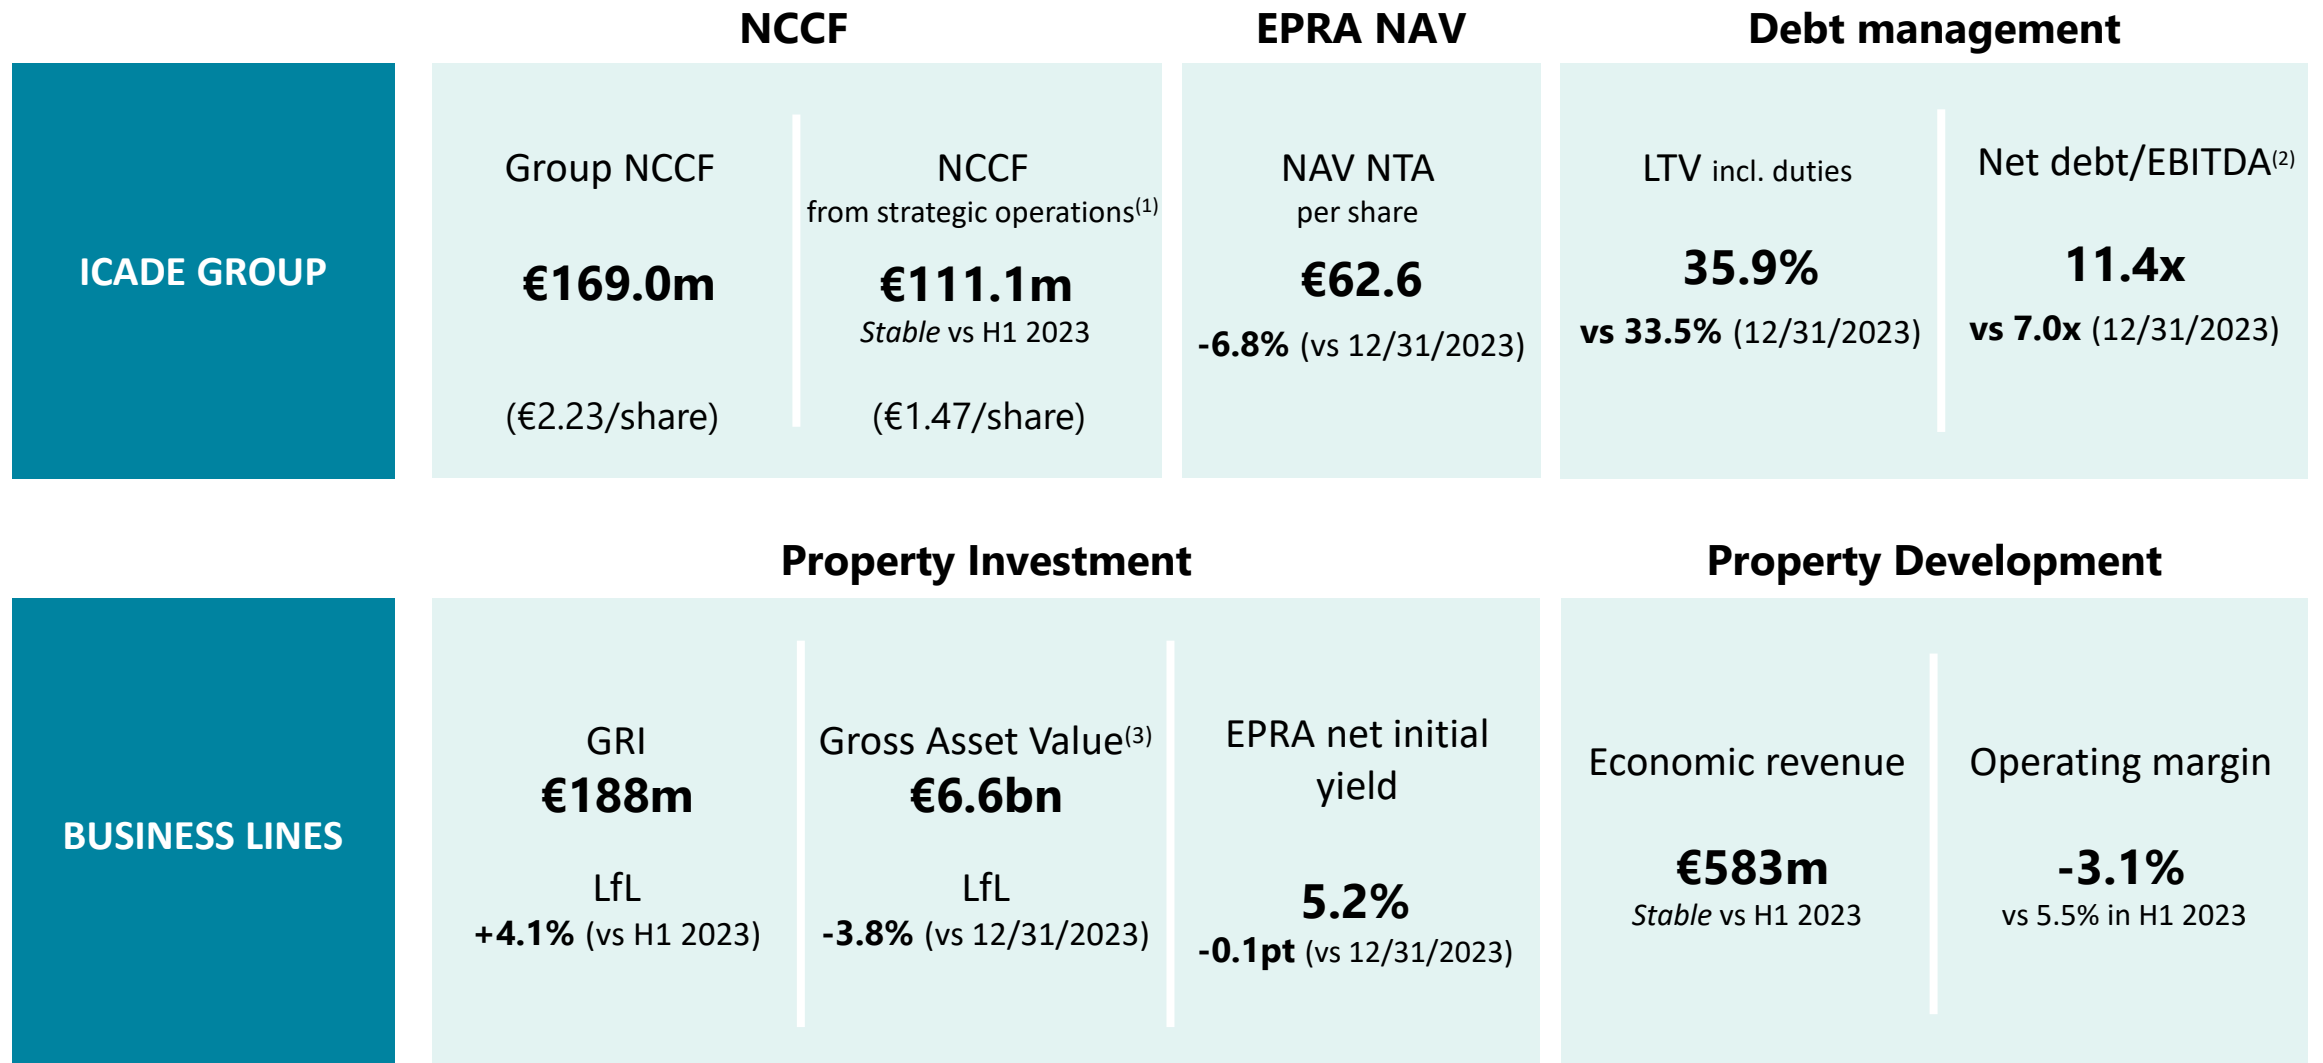 NCCF
EPRA NAV
Debt management
ICADE GROUP
Group NCCF
€169.0m
(€2.23/share)
NCCF
from strategic operations(1)
€111.1m
Stable vs H1 2023
(€1.47/share)
NAV NTA
per share
€62.6
-6.8% (vs 12/31/2023)
LTV incl. duties
35.9%
vs 33.5% (12/31/2023)
Net debt/EBITDA(2)
11.4x
vs 7.0x (12/31/2023)
Property Investment
Property Development
BUSINESS LINES
GRI
€188m
LfL
+4.1% (vs H1 2023)
Gross Asset Value(3)
€6.6bn
LfL
-3.8% (vs 12/31/2023)
EPRA net initial
yield
5.2%
-0.1pt (vs 12/31/2023)
Economic revenue
€583m
Stable vs H1 2023
Operating margin
-3.1%
vs 5.5% in H1 2023